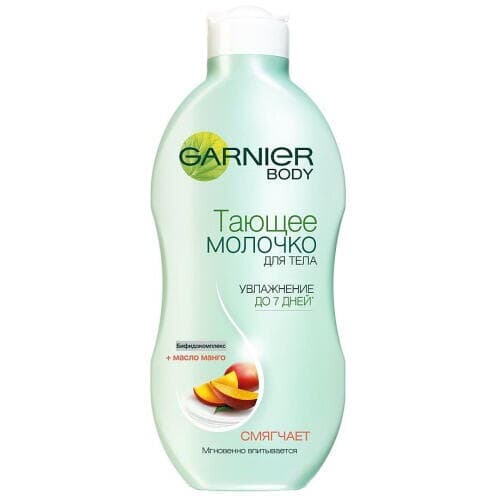 GARNIER
BODY
Тающее
МОЛОЧКО
ДЛЯ ТЕЛА
УВЛАЖНЕНИЕ
ДО 7 ДНЕЙ*
Бифидокомплекс
+ масло манго
СМЯГЧАЕТ
Мгновенно впитывается